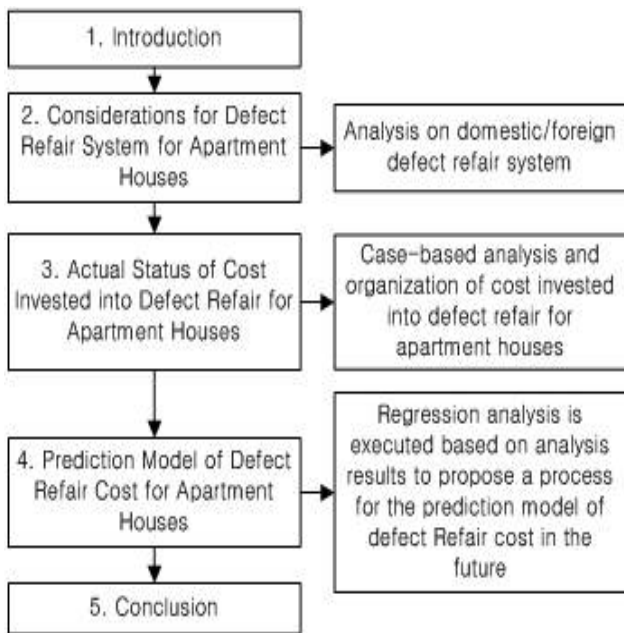 1. Introduction
2. Considerations for Defect
Refair System for Apartment
Houses
Analysis on domestic/foreign
defect refair system
3. Actual Status of Cost
Invested into Defect Refair for
Apartment Houses
Case-based analysis and
organization of cost invested
into defect refair for
apartment houses
4. Prediction Model of Defect
Refair Cost for Apartment
Houses
Regression analysis is
executed based on analysis
results to propose a process
for the prediction model of
defect Refair cost in the
future
5. Conclusion